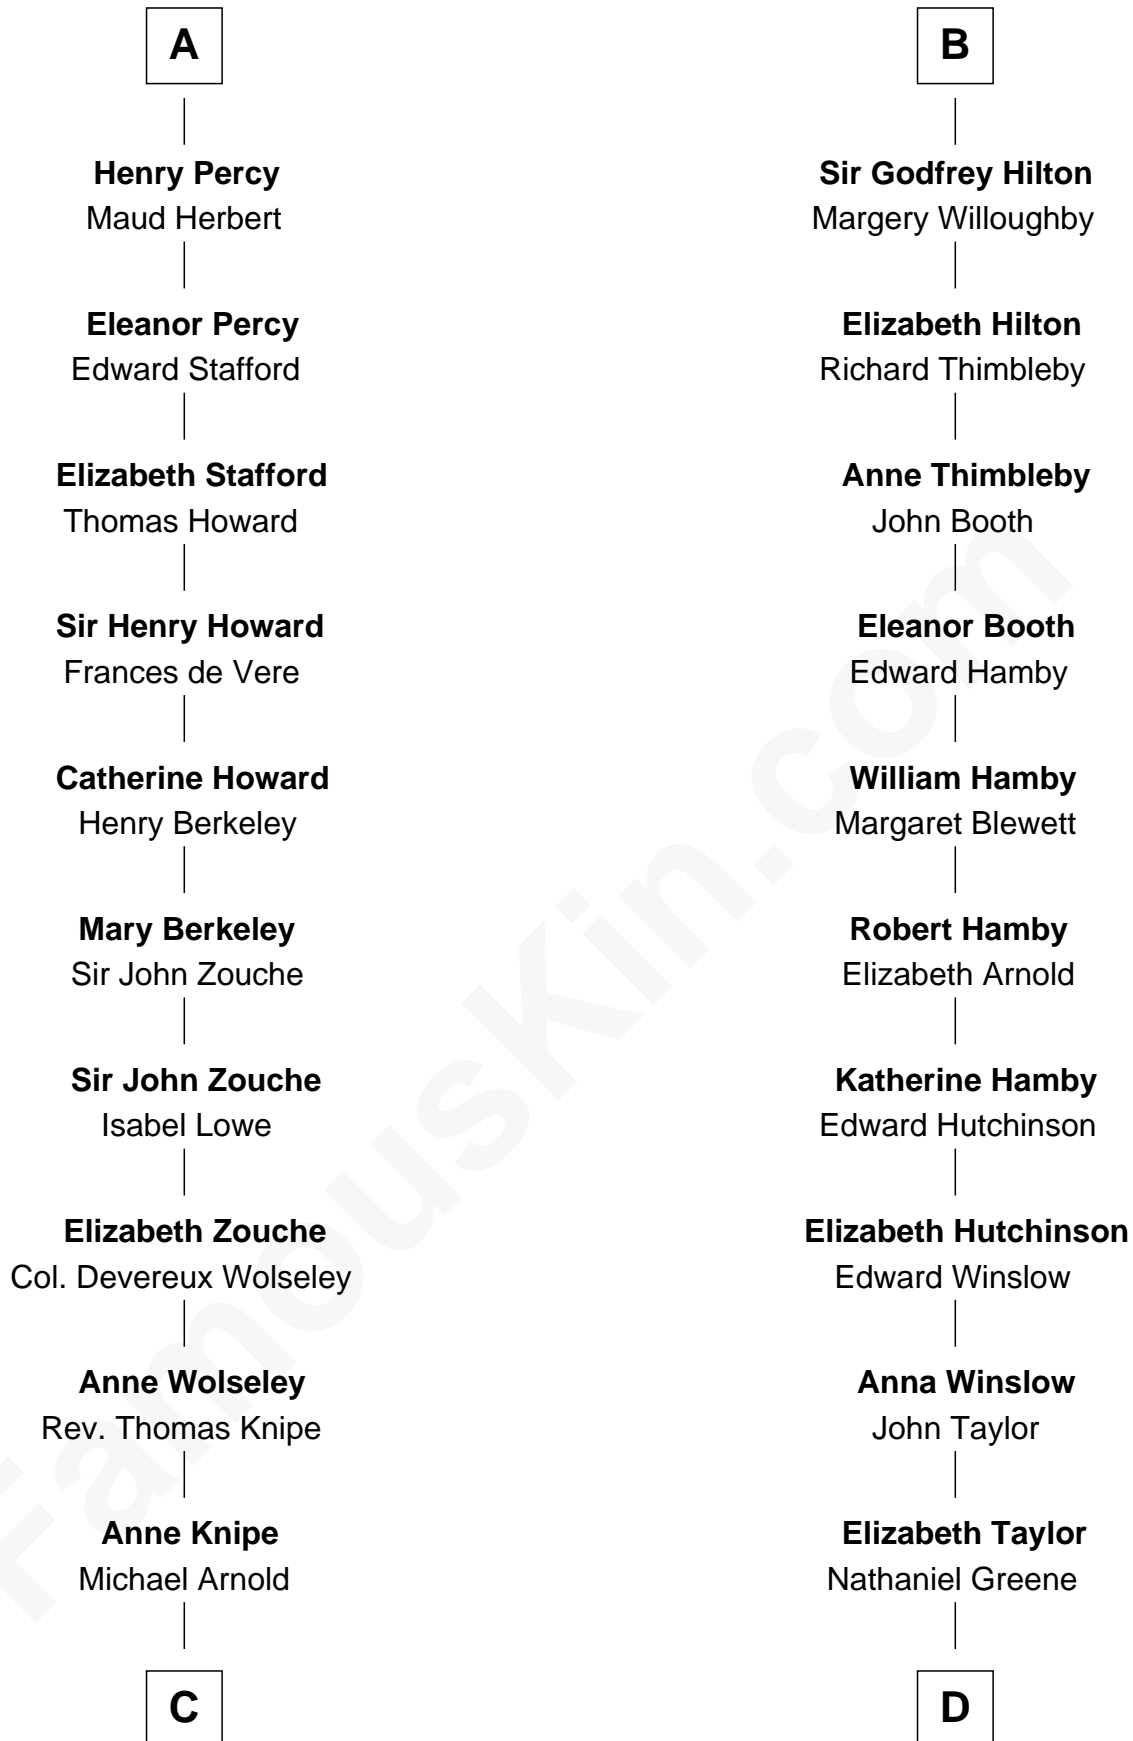 A
Henry Percy
Maud Herbert
Eleanor Percy
Edward Stafford
Elizabeth Stafford
Thomas Howard
Sir Henry Howard
Frances de Vere
Catherine Howard
Henry Berkeley
Mary Berkeley
Sir John Zouche
Sir John Zouche
Isabel Lowe
Elizabeth Zouche
Col. Devereux Wolseley
Anne Wolseley
Rev. Thomas Knipe
Anne Knipe
Michael Arnold
C
B
Sir Godfrey Hilton
Margery Willoughby
Elizabeth Hilton
Richard Thimbleby
Anne Thimbleby
John Booth
Eleanor Booth
Edward Hamby
William Hamby
Margaret Blewett
Robert Hamby
Elizabeth Arnold
Katherine Hamby
Edward Hutchinson
Elizabeth Hutchinson
Edward Winslow
Anna Winslow
John Taylor
Elizabeth Taylor
Nathaniel Greene
D
FamousKin.com